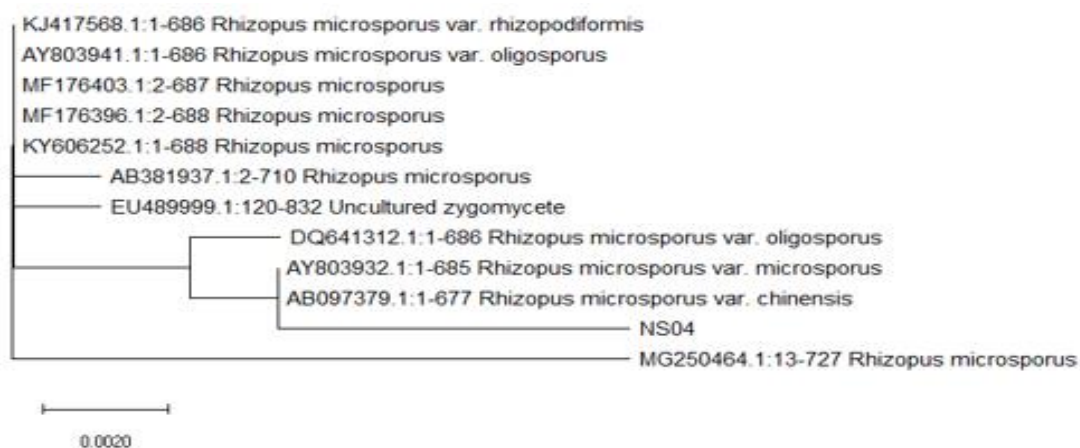 KJ417568.1:1-686 Rhizopus microsporus var. rhizopodiformis
AY803941.1:1-686 Rhizopus microsporus var. oligosporus
MF176403.1:2-687 Rhizopus microsporus
MF176396.1:2-688 Rhizopus microsporus
KY606252.1:1-688 Rhizopus microsporus
AB381937.1:2-710 Rhizopus microsporus
EU489999.1:120-832 Uncultured zygomycete
DQ641312.1:1-686 Rhizopus microsporus var. oligosporus
AY803932.1:1-685 Rhizopus microsporus var. microsporus
AB097379.1:1-677 Rhizopus microsporus var. chinensis
NS04
MG250464.1:13-727 Rhizopus microsporus
0.0020